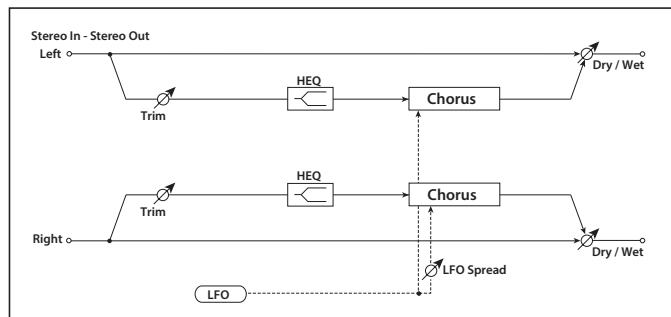 Stereo In - Stereo Out
Left
Dry / Wet
Trim
HEQ
Chorus
HEQ
Chorus
Trim
Right
Dry / Wet
LFO Spread
LFO